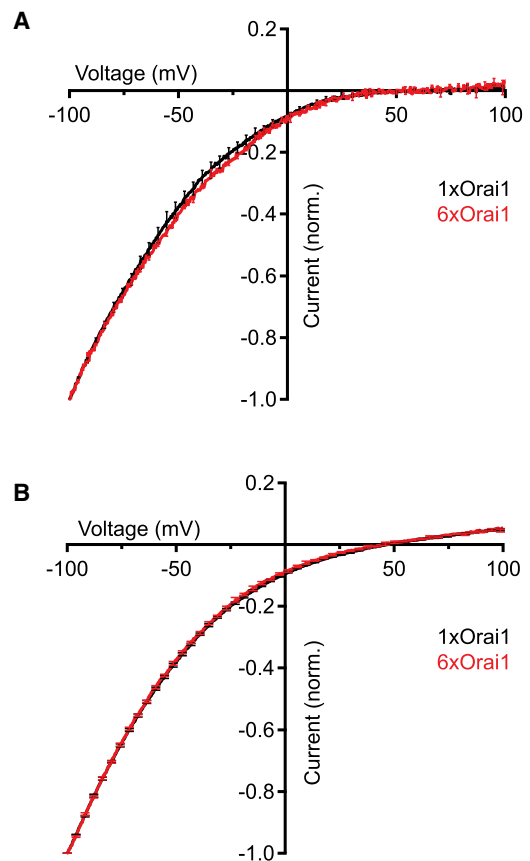 A
0.2
Voltage (mV)
-100
-50
50
100
-0.2
1xOrai1
-0.4
6xOrai1
Current (norm.)
-0.6
-0.8
-1.0
B
0.2
Voltage (mV)
-100
-50
50
100
-0.2
1xOrai1
-0.4
6xOrai1
Current (norm.)
-0.6
-0.8
-1.0